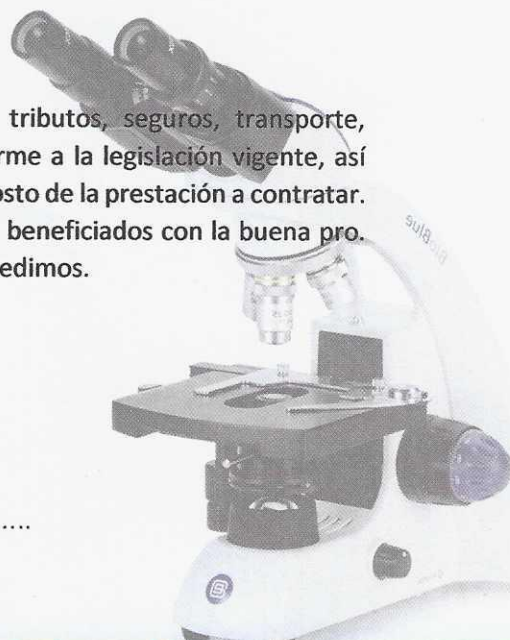 tributos, seguros, transporte,
rme a la legislación vigente, así
osto de la prestación a contratar.
beneficiados con la buena pro.
edimos.
BioBlue
.....